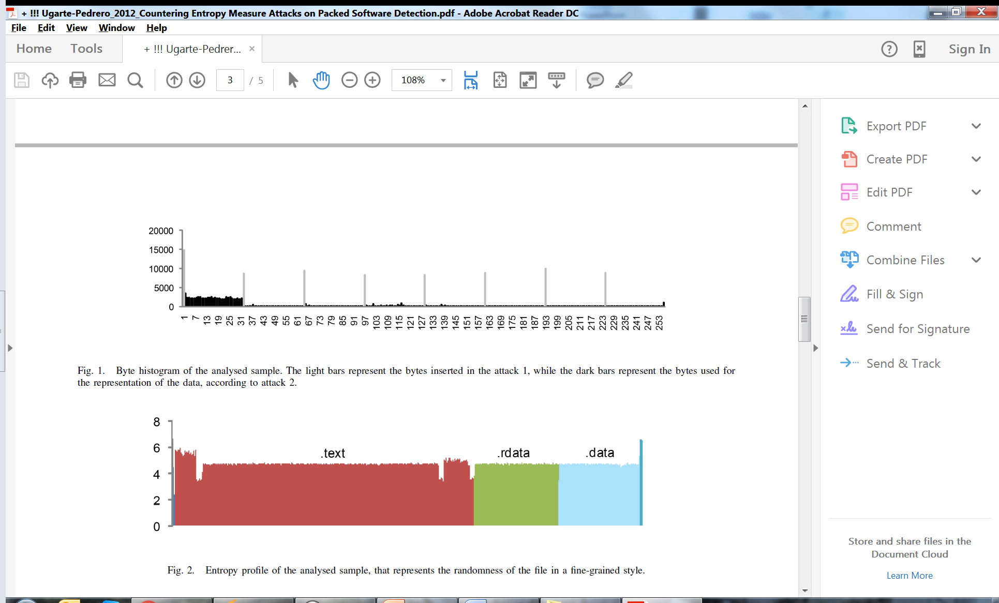 + !!! Ugarte-Pedrero_2012_Countering Entropy Measure Attacks on Packed Software Detection.pdf - Adobe Acrobat Reader DC
File Edit View Window Help
Home Tools + !!! Ugarte-Pedrer... × ? Sign In
3 / 5 108%
20000
15000
10000
5000
0
1 7 13 19 25 31 37 43 49 55 61 67 73 79 85 91 97 103 109 115 121 127 133 139 145 151 157 163 169 175 181 187 193 199 205 211 217 223 229 235 241 247 253
Fig. 1. Byte histogram of the analysed sample. The light bars represent the bytes inserted in the attack 1, while the dark bars represent the bytes used for
the representation of the data, according to attack 2.
8
6
4
2
0
.text .rdata .data
Fig. 2. Entropy profile of the analysed sample, that represents the randomness of the file in a fine-grained style.
Export PDF
Create PDF
Edit PDF
Comment
Combine Files
Fill & Sign
Send for Signature
Send & Track
Store and share files in the
Document Cloud
Learn More